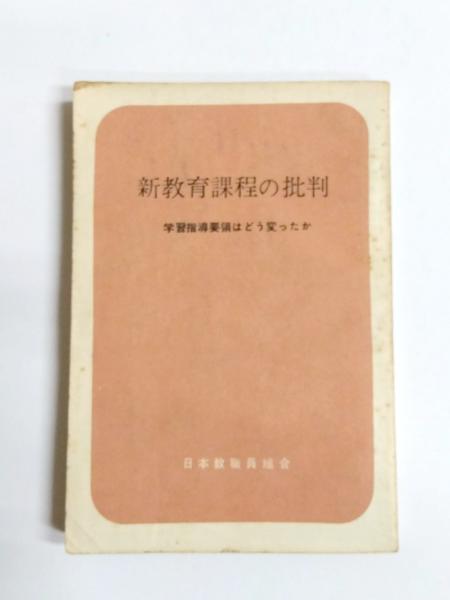 新教育課程の批判
学習指導要領はどう変ったか
日本教職員組合